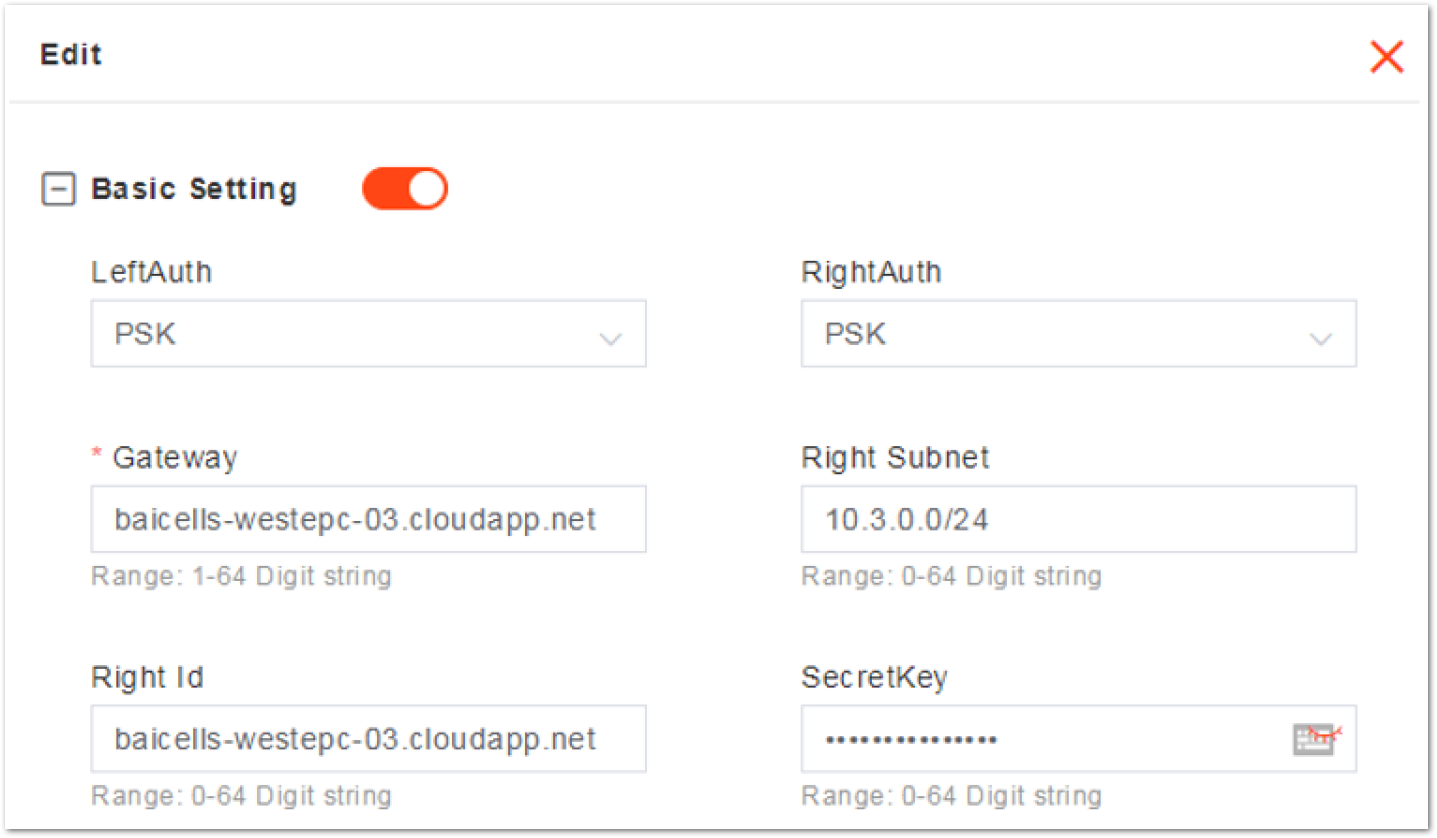 Edit
Basic Setting
LeftAuth
RightAuth
PSK
PSK
* Gateway
Right Subnet
baicells-westepc-03.cloudapp.net
10.3.0.0/24
Range: 1-64 Digit string
Range: 0-64 Digit string
Right Id
SecretKey
baicells-westepc-03.cloudapp.net
•••••••••••••••
Range: 0-64 Digit string
Range: 0-64 Digit string